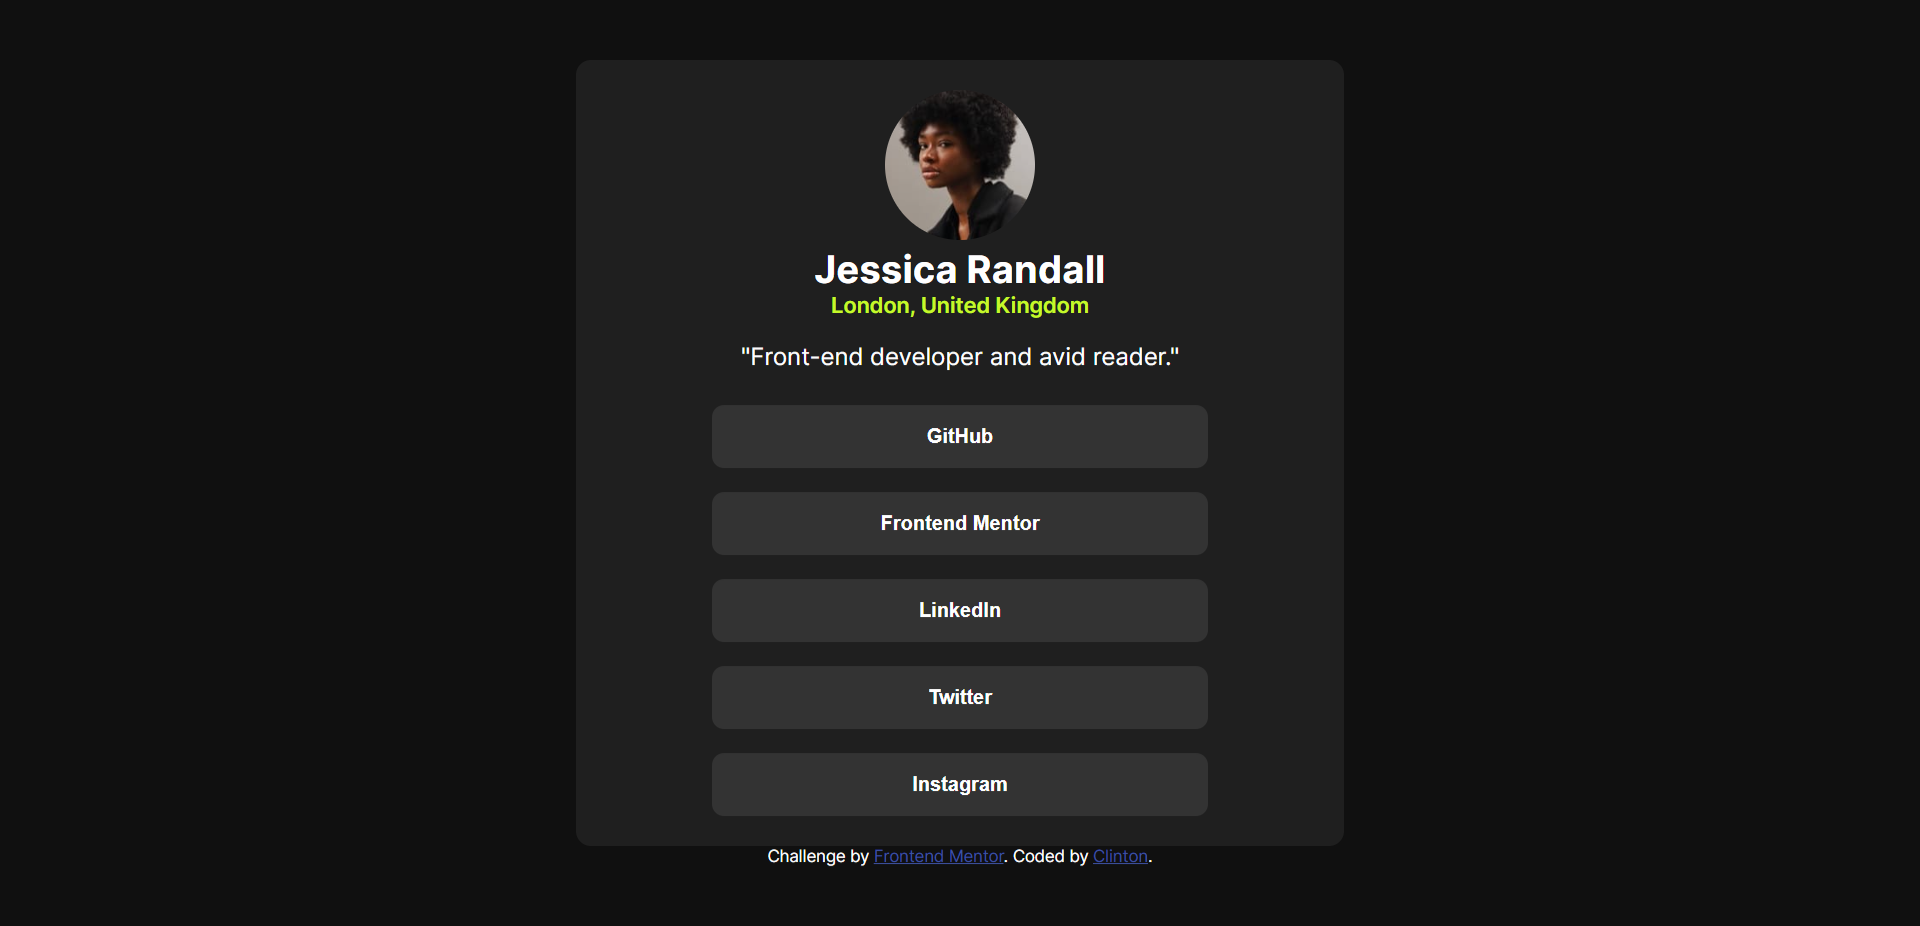 Jessica Randall
London, United Kingdom
"Front-end developer and avid reader."
GitHub
Frontend Mentor
LinkedIn
Twitter
Instagram
Challenge by Frontend Mentor. Coded by Clinton.